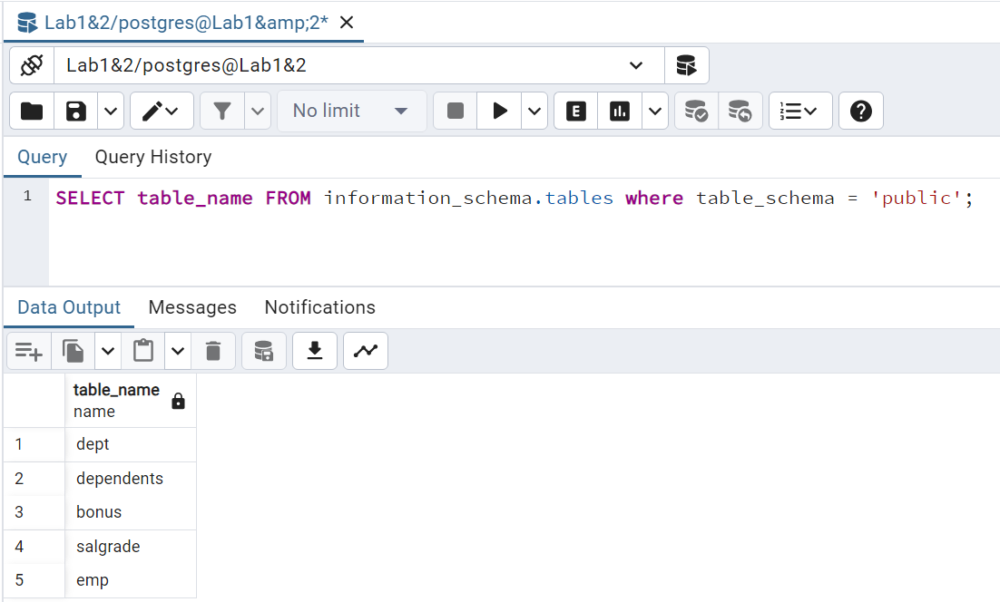 Lab1&2/postgres@Lab1&amp;2*
Lab1&2/postgres@Lab1&2
No limit
E
Query Query History
1 SELECT table_name FROM information_schema.tables where table_schema = 'public';
Data Output Messages Notifications
table_name
name
1 dept
2 dependents
3 bonus
4 salgrade
5 emp